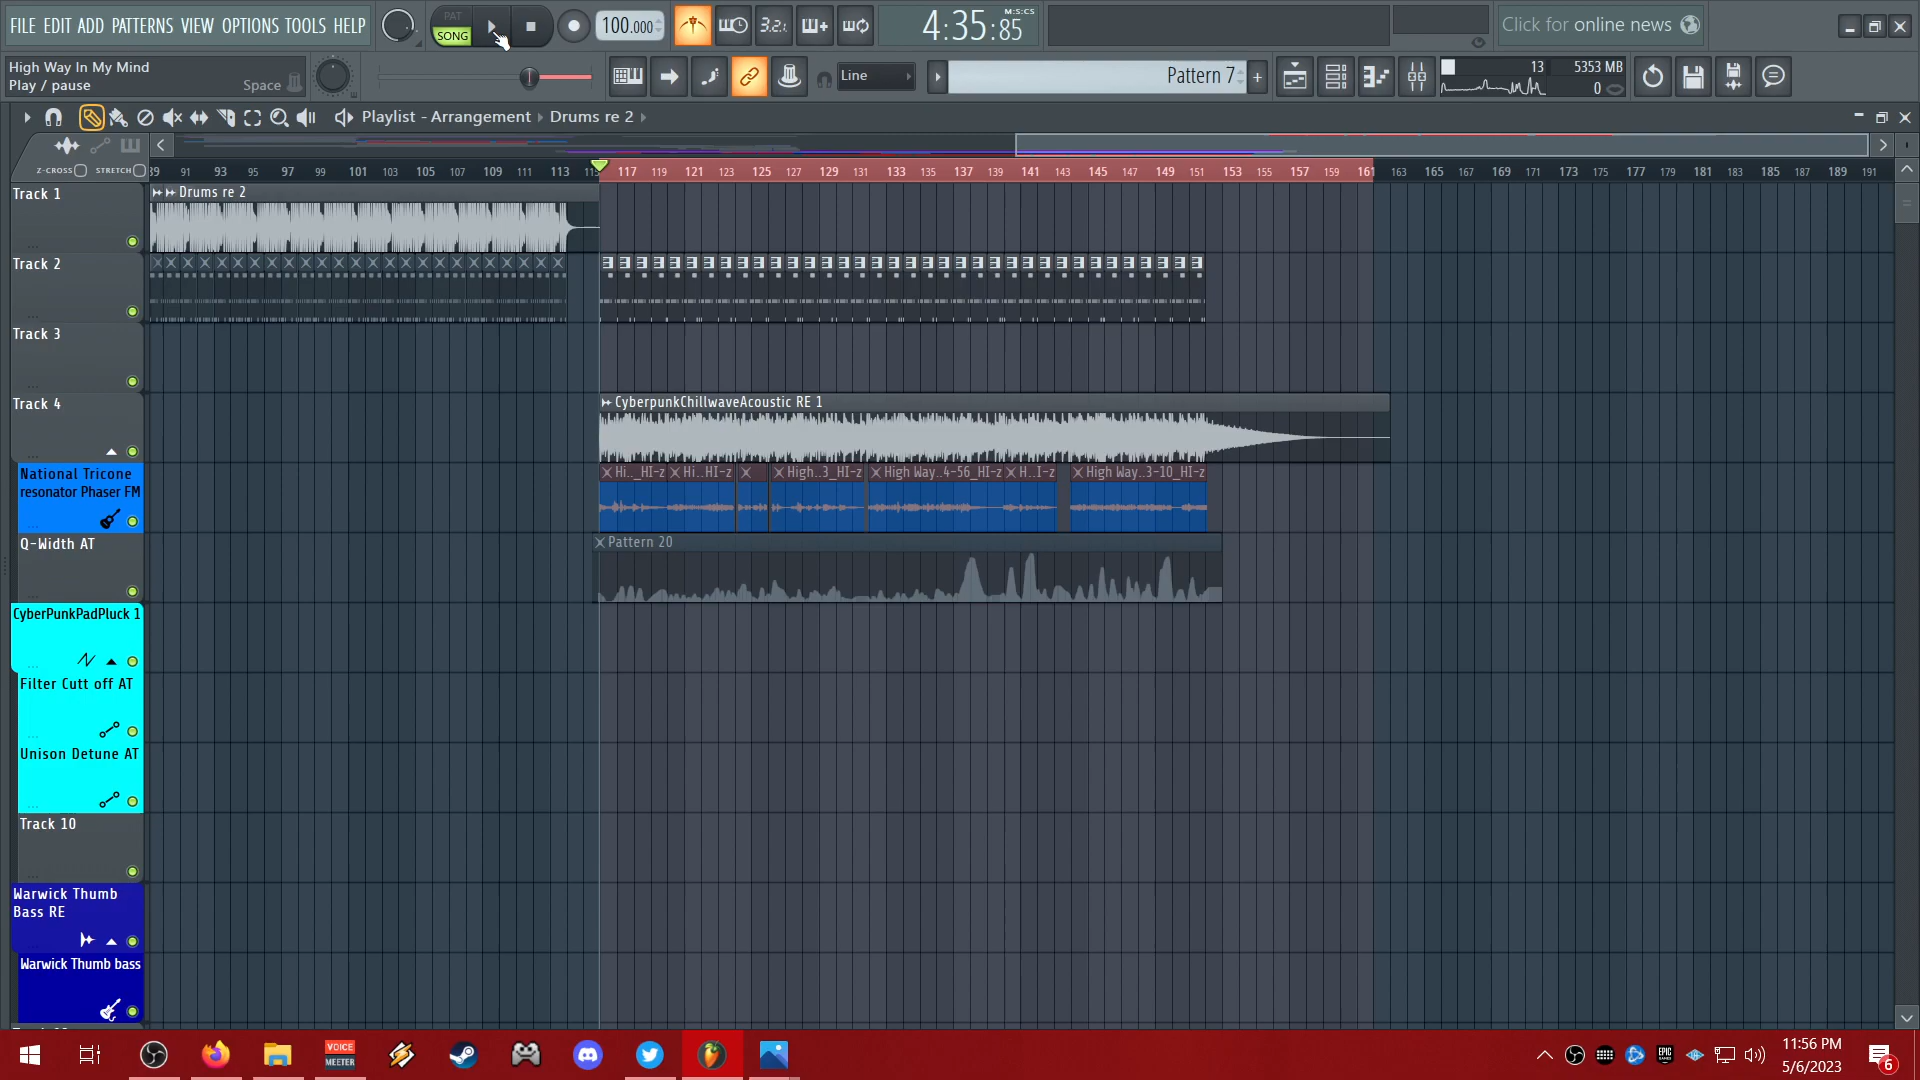 FILE EDIT ADD PATTERNS VIEW OPTIONS TOOLS HELP
PAT
SONG
100.000
3.2.1
4:35:85
M:S:CS
Click for online news
High Way In My Mind
Play / pause
Space
Line
Pattern 7
+
13
5353 MB
0
Playlist - Arrangement
Drums re 2
Z-CROSS
STRETCH
91 93 95 97 99 101 103 105 107 109 111 113 117 119 121 123 125 127 129 131 133 135 137 139 141 143 145 147 149 151 153 155 157 159 161 163 165 167 169 171 173 175 177 179 181 183 185 187 189 191
Track 1
Drums re 2
Track 2
Track 3
Track 4
CyberpunkChillwaveAcoustic RE 1
National Tricone
resonator Phaser FM
Hi.._HI-z
Hi..HI-z
High..3_HI-z
High Way..4-56_HI-z
H..I-z
High Way..3-10_HI-z
Q-Width AT
Pattern 20
CyberPunkPadPluck 1
Filter Cutt off AT
Unison Detune AT
Track 10
Warwick Thumb
Bass RE
Warwick Thumb bass
VOICE
MEETER
EPIC
GAMES
11:56 PM
5/6/2023
6